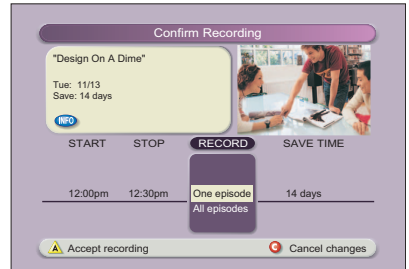 Confirm Recording
"Design On A Dime"
Tue: 11/13
Save: 14 days
INFO
START STOP RECORD SAVE TIME
12:00pm 12:30pm One episode 14 days
All episodes
A Accept recording C Cancel changes